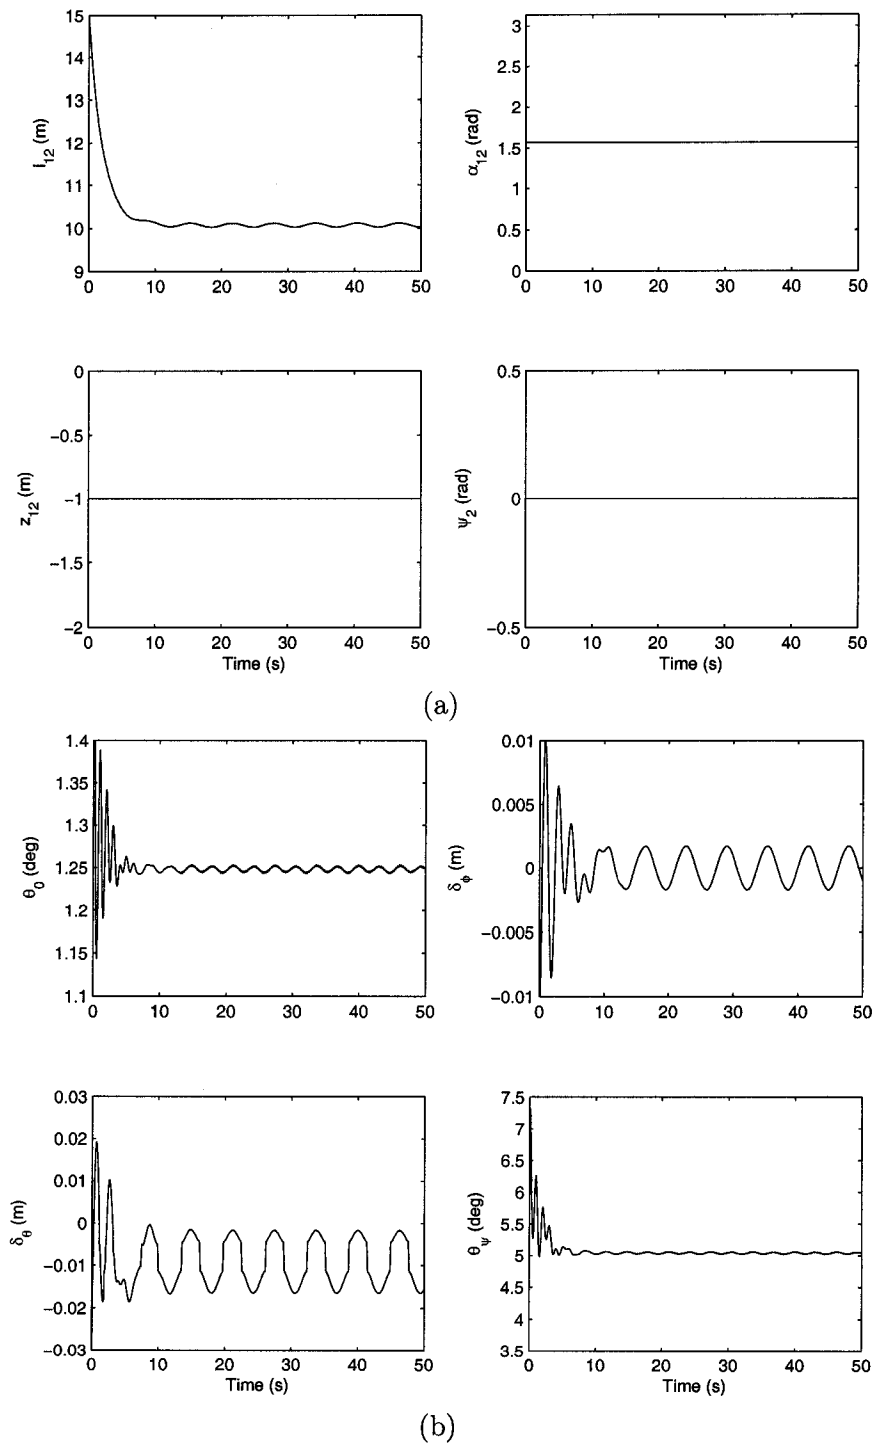 15
14
13
12
11
10
9
l12 (m)
0 10 20 30 40 50
3
2.5
2
1.5
1
0.5
0
α12 (rad)
0 10 20 30 40 50
0
−0.5
−1
−1.5
−2
z12 (m)
0 10 20 30 40 50
Time (s)
0.5
0
−0.5
ψ2 (rad)
0 10 20 30 40 50
Time (s)
(a)
1.4
1.35
1.3
1.25
1.2
1.15
1.1
θ0 (deg)
0 10 20 30 40 50
0.01
0.005
0
−0.005
−0.01
δϕ (m)
0 10 20 30 40 50
0.03
0.02
0.01
0
−0.01
−0.02
−0.03
δθ (m)
0 10 20 30 40 50
Time (s)
7.5
7
6.5
6
5.5
5
4.5
4
3.5
θψ (deg)
0 10 20 30 40 50
Time (s)
(b)